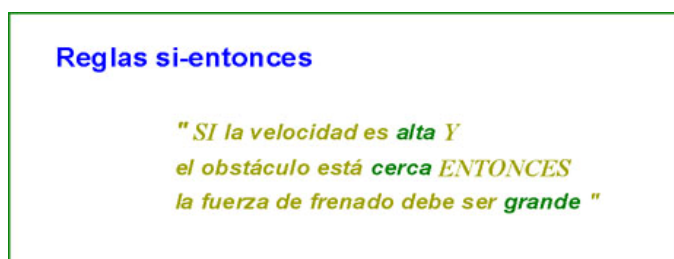 Reglas si-entonces
" SI la velocidad es alta Y
el obstáculo está cerca ENTONCES
la fuerza de frenado debe ser grande "